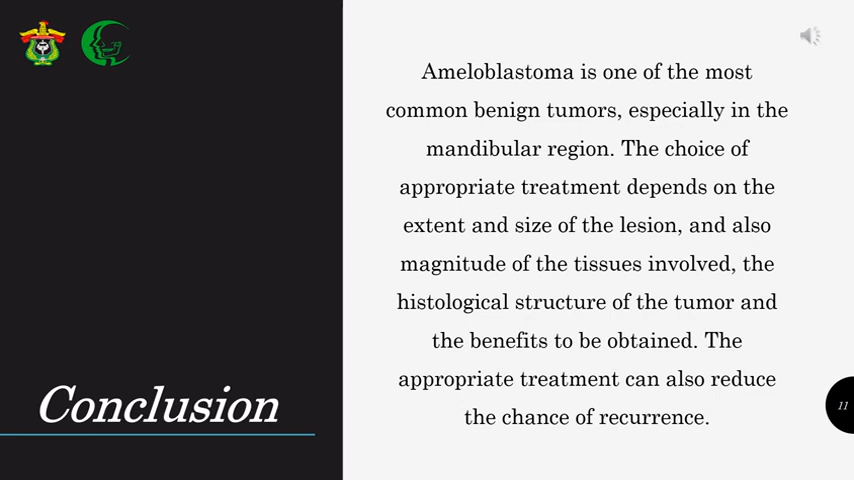 Ameloblastoma is one of the most
common benign tumors, especially in the
mandibular region. The choice of
appropriate treatment depends on the
extent and size of the lesion, and also
magnitude of the tissues involved, the
histological structure of the tumor and
the benefits to be obtained. The
appropriate treatment can also reduce
the chance of recurrence.
Conclusion
11